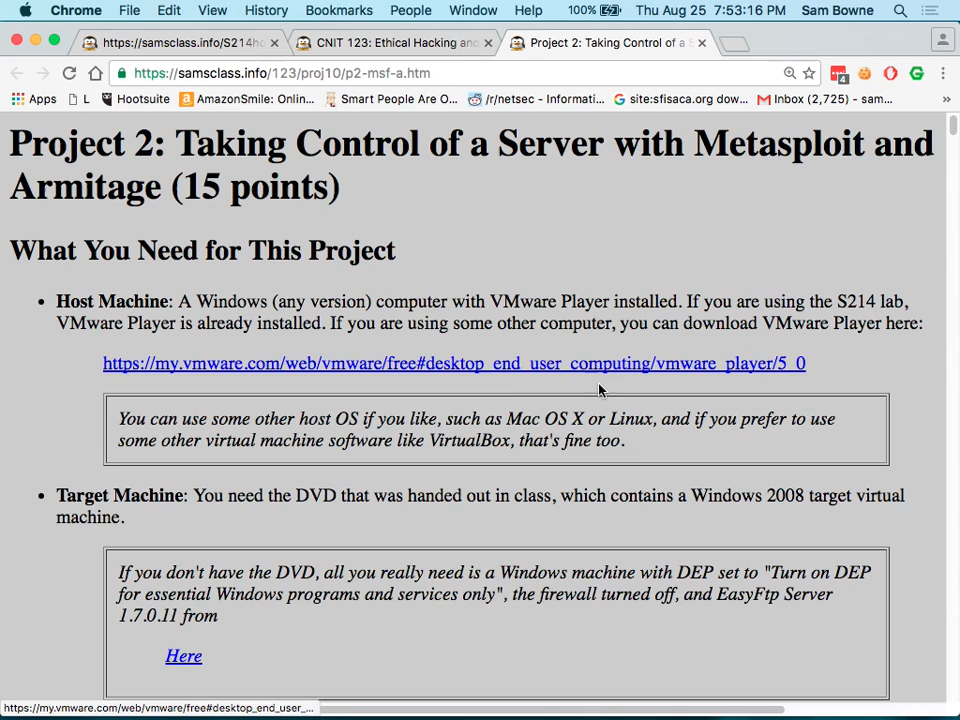 Chrome File Edit View History Bookmarks People Window Help 100% Thu Aug 25 7:53:16 PM Sam Bowne
https://samsclass.info/S214h CNIT 123: Ethical Hacking and Project 2: Taking Control of a S
https://samsclass.info/123/proj10/p2-msf-a.htm 4
Apps L Hootsuite AmazonSmile: Onlin... Smart People Are O... /r/netsec - Informati... site:sfisaca.org dow... Inbox (2,725) - sam... »
Project 2: Taking Control of a Server with Metasploit and
Armitage (15 points)
What You Need for This Project
• Host Machine: A Windows (any version) computer with VMware Player installed. If you are using the S214 lab,
VMware Player is already installed. If you are using some other computer, you can download VMware Player here:
https://my.vmware.com/web/vmware/free#desktop_end_user_computing/vmware_player/5_0
You can use some other host OS if you like, such as Mac OS X or Linux, and if you prefer to use
some other virtual machine software like VirtualBox, that's fine too.
• Target Machine: You need the DVD that was handed out in class, which contains a Windows 2008 target virtual
machine.
If you don't have the DVD, all you really need is a Windows machine with DEP set to "Turn on DEP
for essential Windows programs and services only", the firewall turned off, and EasyFtp Server
1.7.0.11 from
Here
https://my.vmware.com/web/vmware/free#desktop_end_user_...